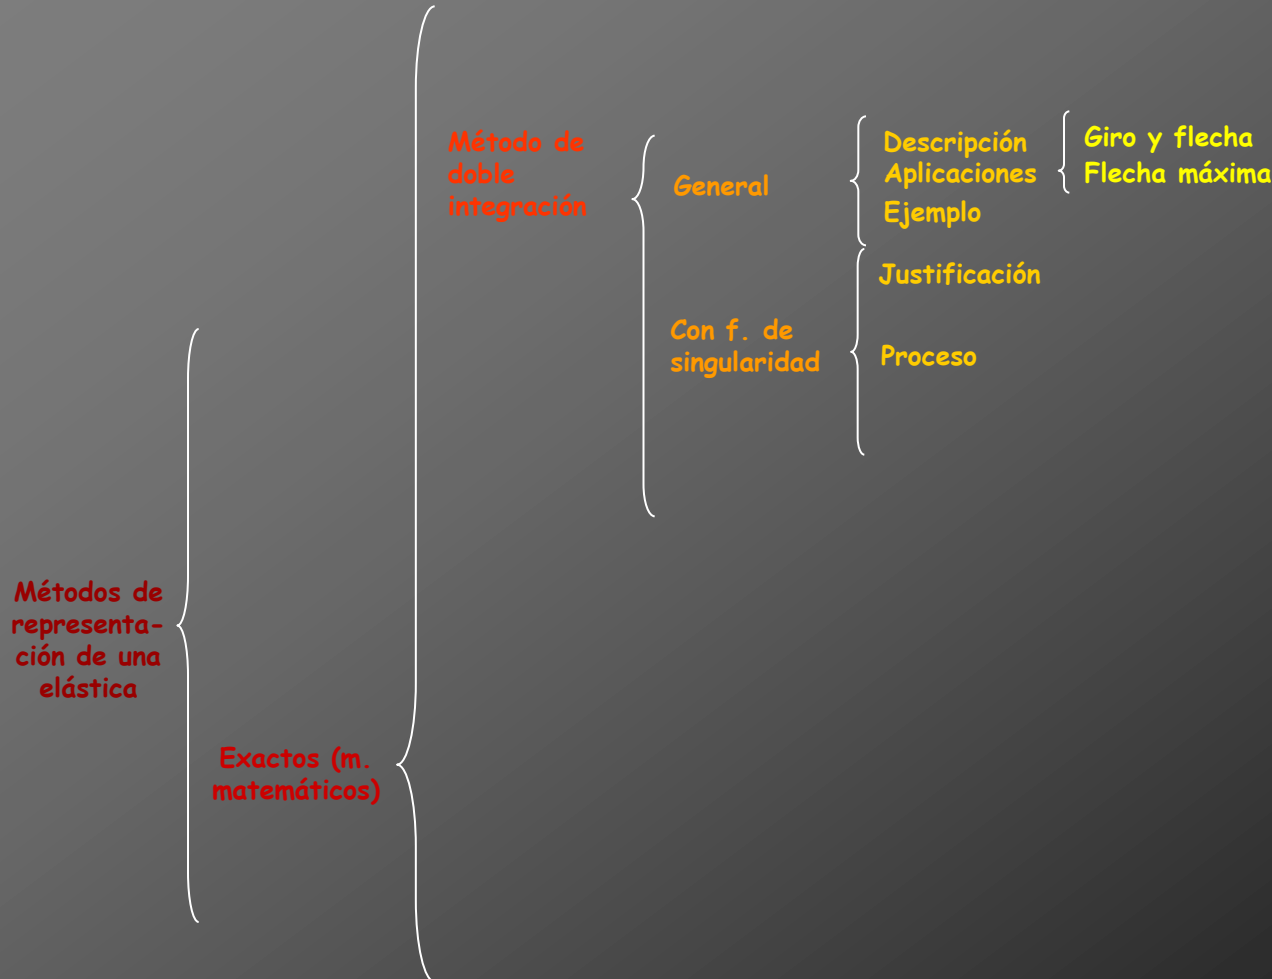 Métodos de
representa-
ción de una
elástica
Exactos (m.
matemáticos)
Método de
doble
integración
General
Descripción
Aplicaciones
Ejemplo
Giro y flecha
Flecha máxima
Con f. de
singularidad
Justificación
Proceso